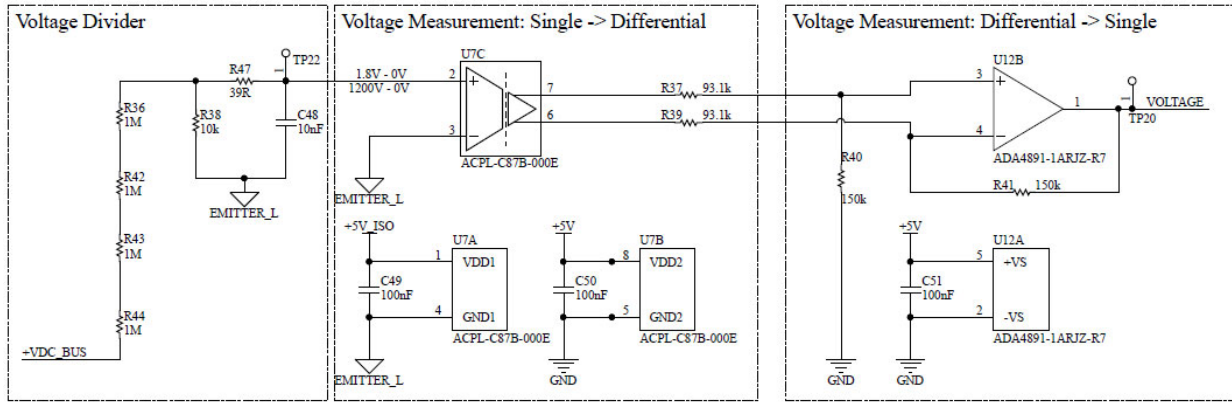 Voltage Divider
TP22
1
R47
39R
R36
1M
R38
10k
C48
10nF
R42
1M
EMITTER_L
R43
1M
R44
1M
+VDC_BUS
Voltage Measurement: Single -> Differential
U7C
1.8V - 0V
1200V - 0V
2
+
7
R37
93.1k
6
R39
93.1k
3
ACPL-C87B-000E
EMITTER_L
+5V_ISO
U7A
1
VDD1
C49
100nF
4
GND1
ACPL-C87B-000E
EMITTER_L
+5V
U7B
8
VDD2
C50
100nF
5
GND2
ACPL-C87B-000E
GND
Voltage Measurement: Differential -> Single
U12B
3
+
1
1
VOLTAGE
TP20
4
ADA4891-1ARJZ-R7
R40
150k
R41
150k
+5V
U12A
5
+VS
C51
100nF
2
-VS
ADA4891-1ARJZ-R7
GND
GND